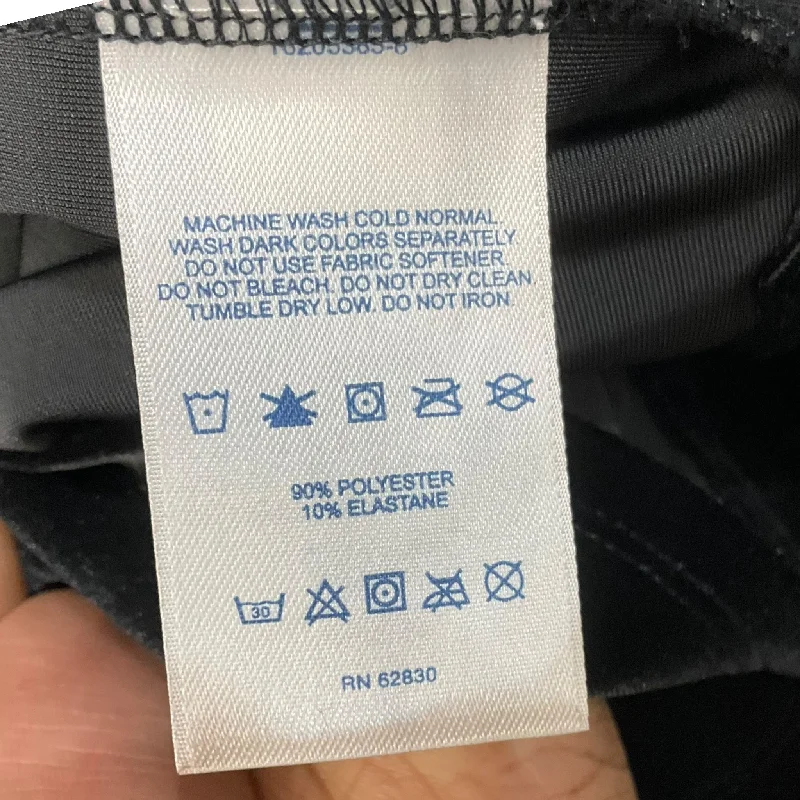 MACHINE WASH COLD NORMAL.
WASH DARK COLORS SEPARATELY.
DO NOT USE FABRIC SOFTENER.
DO NOT BLEACH. DO NOT DRY CLEAN.
TUMBLE DRY LOW. DO NOT IRON.
90% POLYESTER
10% ELASTANE
30
RN 62830